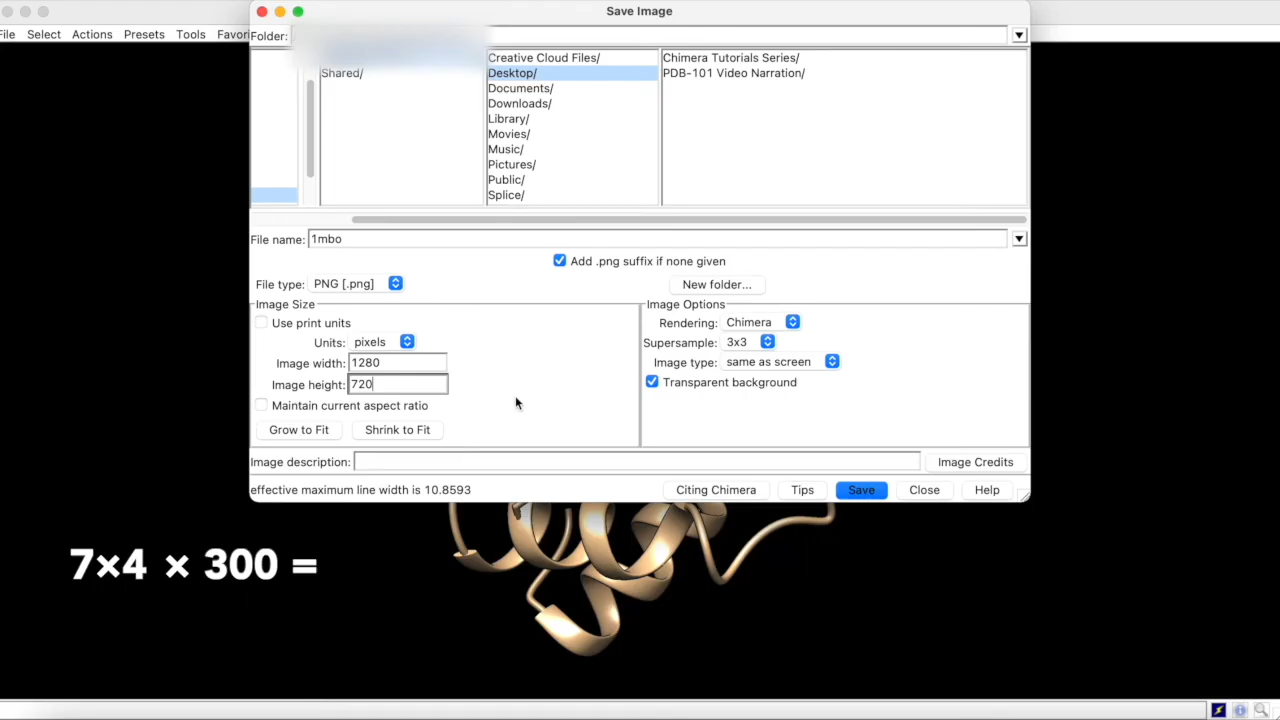 Save Image
File Select Actions Presets Tools Favori
Folder:
Creative Cloud Files/
Chimera Tutorials Series/
Shared/
Desktop/
PDB-101 Video Narration/
Documents/
Downloads/
Library/
Movies/
Music/
Pictures/
Public/
Splice/
File name: 1mbo
Add .png suffix if none given
File type: PNG [.png]
New folder...
Image Size
Image Options
Use print units
Rendering: Chimera
Units: pixels
Supersample: 3x3
Image width: 1280
Image type: same as screen
Image height: 720
Transparent background
Maintain current aspect ratio
Grow to Fit
Shrink to Fit
Image description:
Image Credits
effective maximum line width is 10.8593
Citing Chimera
Tips
Save
Close
Help
7×4 × 300 =